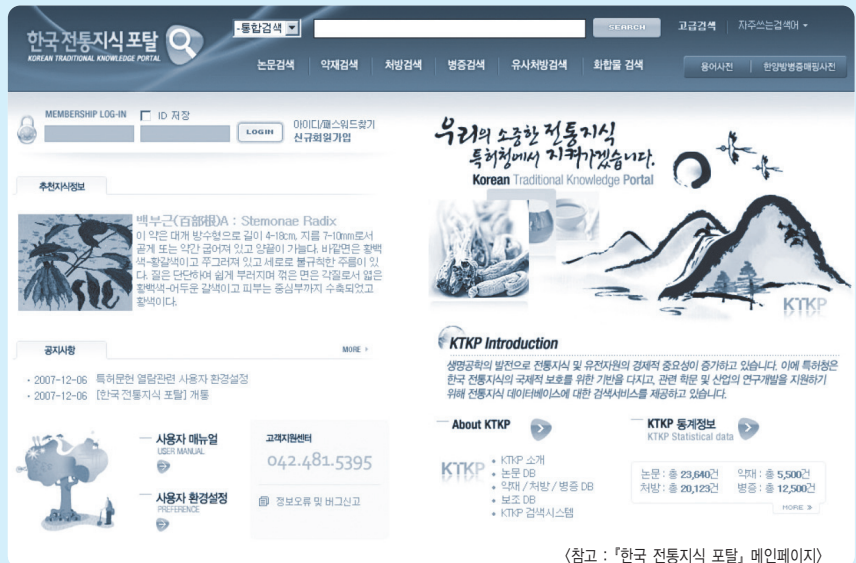 한국전통지식포탈
KOREAN TRADITIONAL KNOWLEDGE PORTAL
-통합검색
SEARCH
고급검색
자주쓰는검색어
논문검색 약재검색 처방검색 병증검색 유사처방검색 화합물 검색
용어사전 한양방병증매핑사전
MEMBERSHIP LOG-IN
ID 저장
LOGIN
아이디/패스워드찾기
신규회원가입
추천지식정보
백부근(百部根)A : Stemonae Radix
이 약은 대개 방수형으로 길이 4-18cm, 지름 7-10mm로서
곧게 또는 약간 굽어져 있고 양끝이 가늘다. 바깥면은 황백
색-황갈색이고 쭈그러져 있고 세로로 불규칙한 주름이 있
다. 질은 단단하여 쉽게 부러지며 꺾은 면은 각질로서 엷은
황백색-어두운 갈색이고 피부는 중심부까지 수축되었고
황색이다.
우리의 소중한 전통지식
특허청에서 지켜가겠습니다.
Korean Traditional Knowledge Portal
KTKP
공지사항
MORE
2007-12-06 특허문헌 열람관련 사용자 환경설정
2007-12-06 [한국 전통지식 포탈] 개통
KTKP Introduction
생명공학의 발전으로 전통지식 및 유전자원의 경제적 중요성이 증가하고 있습니다. 이에 특허청은
한국 전통지식의 국제적 보호를 위한 기반을 다지고, 관련 학문 및 산업의 연구개발을 지원하기
위해 전통지식 데이터베이스에 대한 검색서비스를 제공하고 있습니다.
사용자 매뉴얼
USER MANUAL
사용자 환경설정
PREFERENCE
고객지원센터
042.481.5395
정보오류 및 버그신고
About KTKP
KTKP
KTKP 소개
논문 DB
약재 / 처방 / 병증 DB
보조 DB
KTKP 검색시스템
KTKP 통계정보
KTKP Statistical data
논문 : 총 23,640건 약재 : 총 5,500건
처방 : 총 20,123건 병증 : 총 12,500건
MORE
〈참고 : 『한국 전통지식 포탈』 메인페이지〉